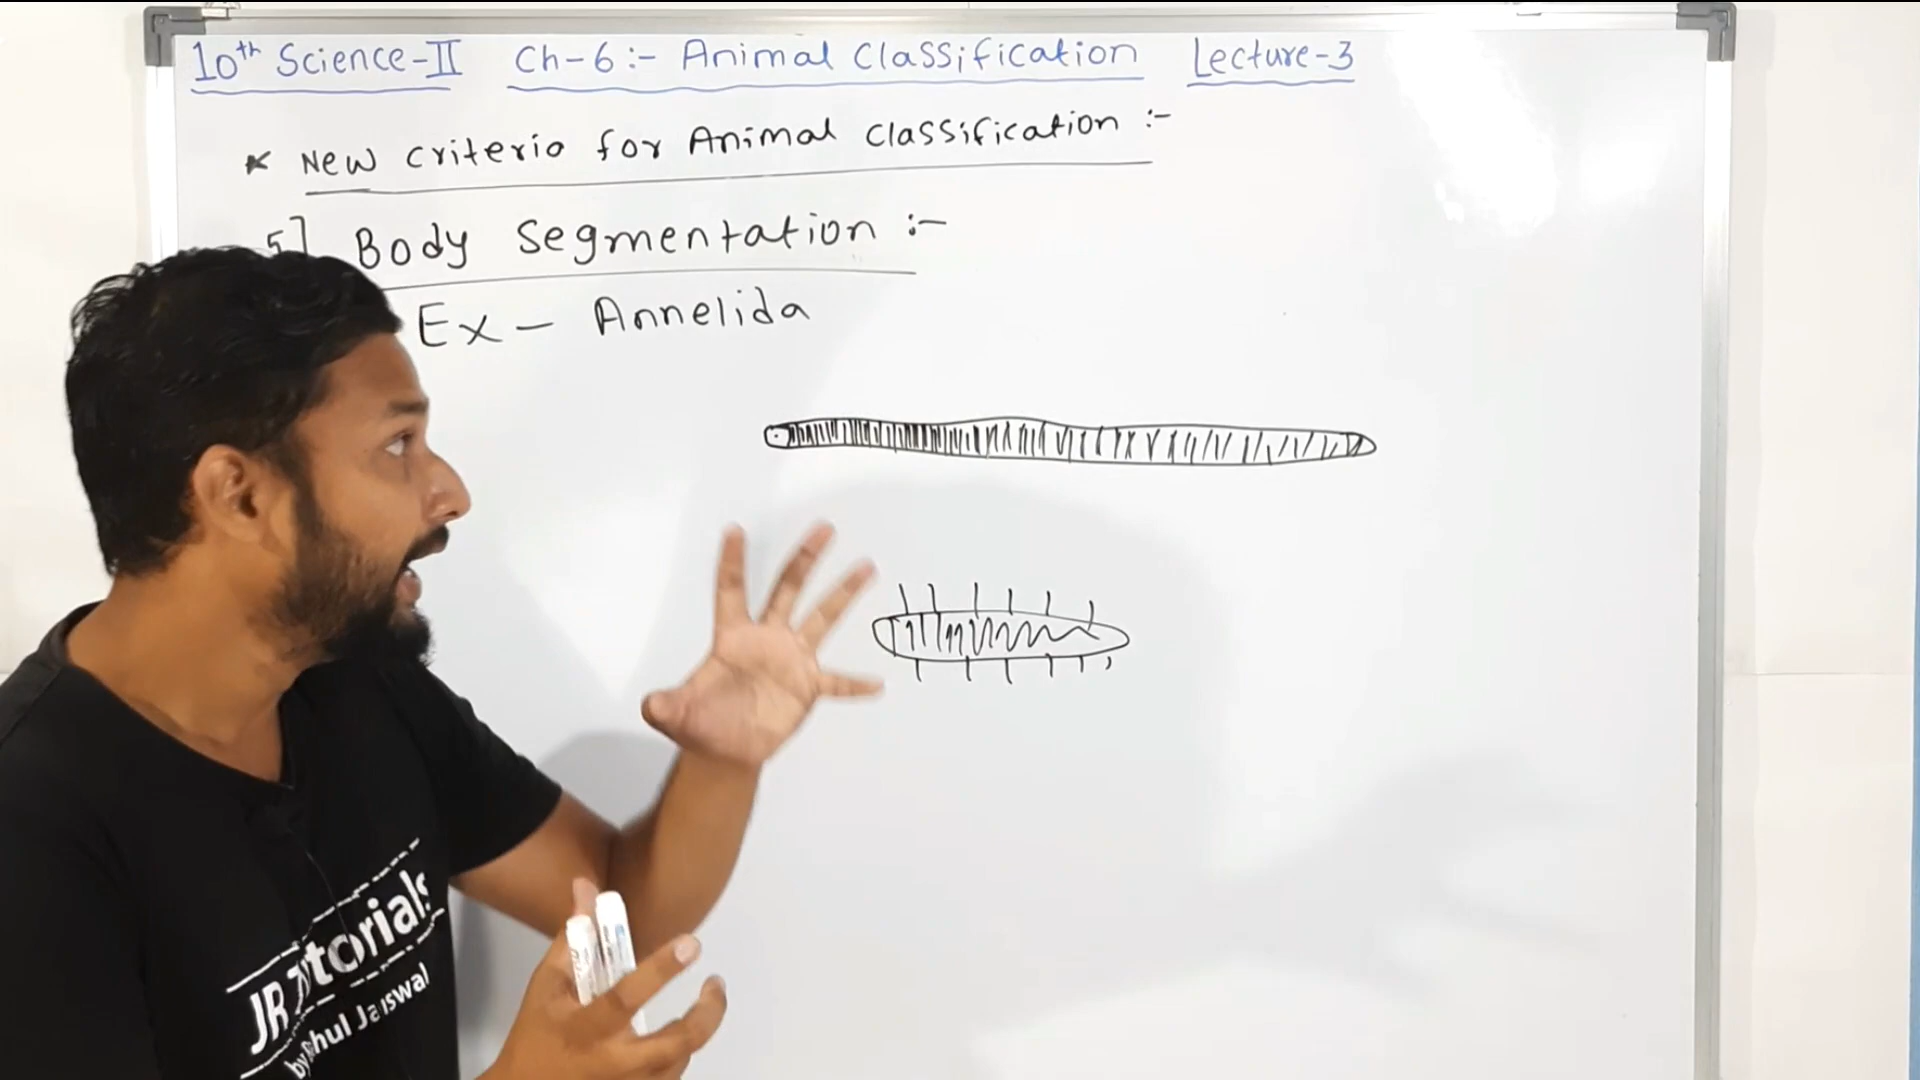 10th Science-II Ch-6:- Animal Classification Lecture-3
* New criteria for Animal classification :-
5] Body Segmentation :-
Ex - Annelida
JR Tutorials
by Rahul Jaiswal